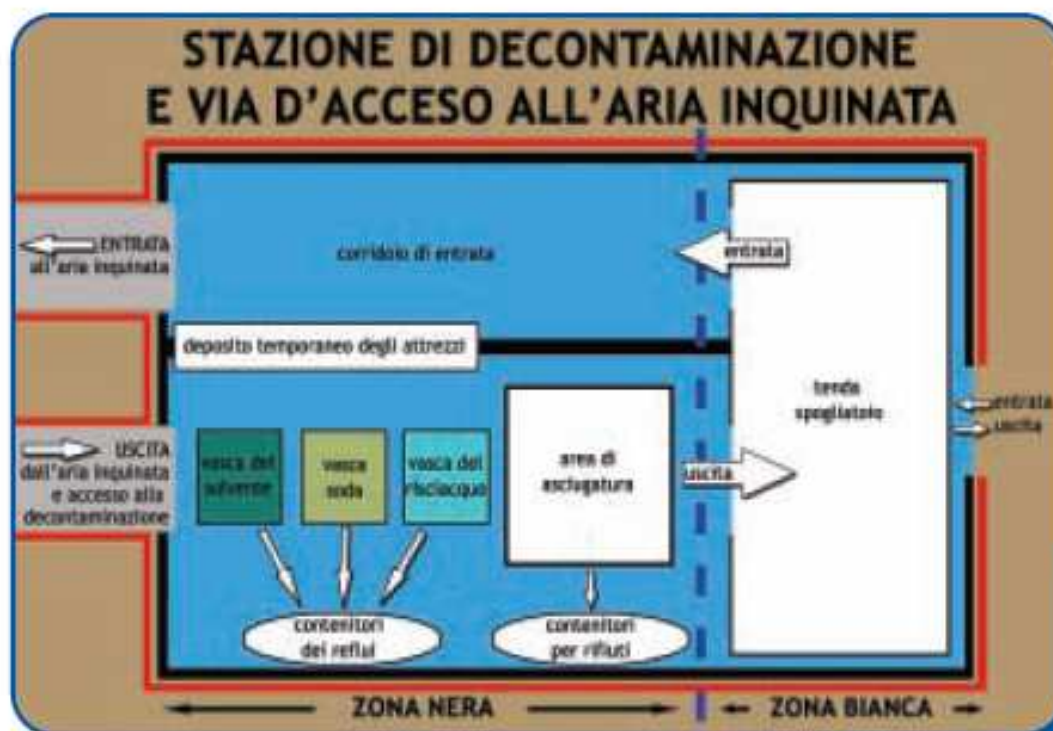 STAZIONE DI DECONTAMINAZIONE
E VIA D'ACCESO ALL'ARIA INQUINATA
ENTRATA
all'aria inquinata
corridoio di entrata
entrata
deposito temporaneo degli attrezzi
tenda
spogliatoio
entrata
uscita
USCITA
dall'aria inquinata
e accesso alla
decontaminazione
vasca del
solvente
vasca
soda
vasca del
risciacquo
area di
asciugatura
uscita
contenitori
dei reflui
contenitori
per rifiuti
ZONA NERA
ZONA BIANCA